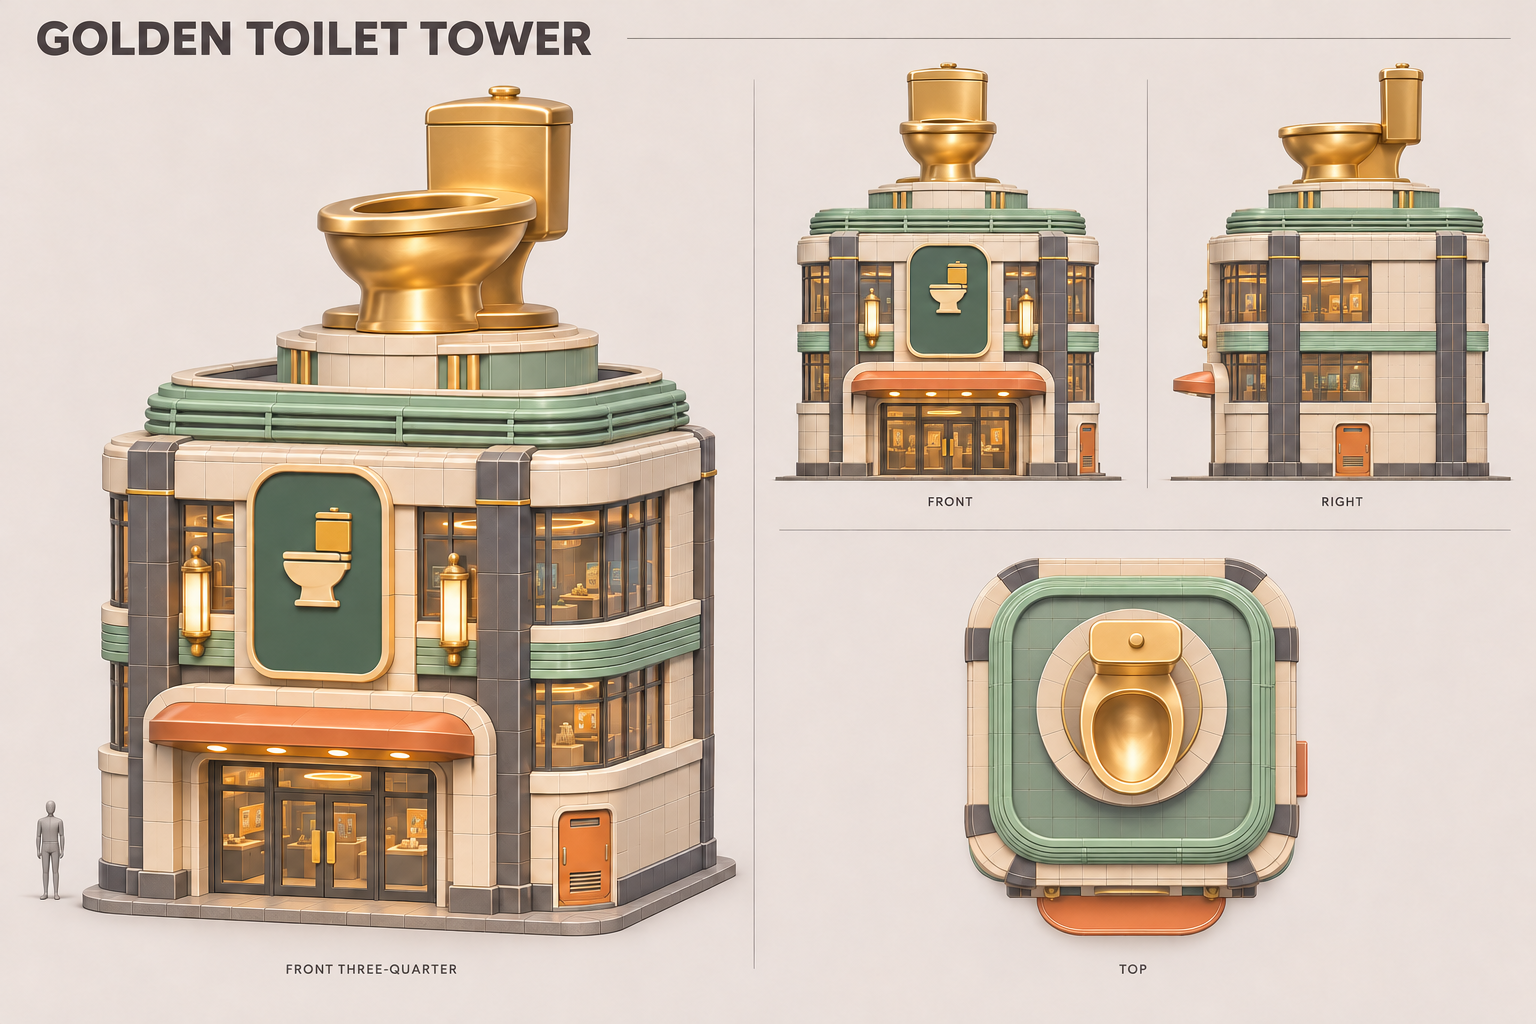 GOLDEN TOILET TOWER
FRONT THREE-QUARTER
FRONT
RIGHT
TOP